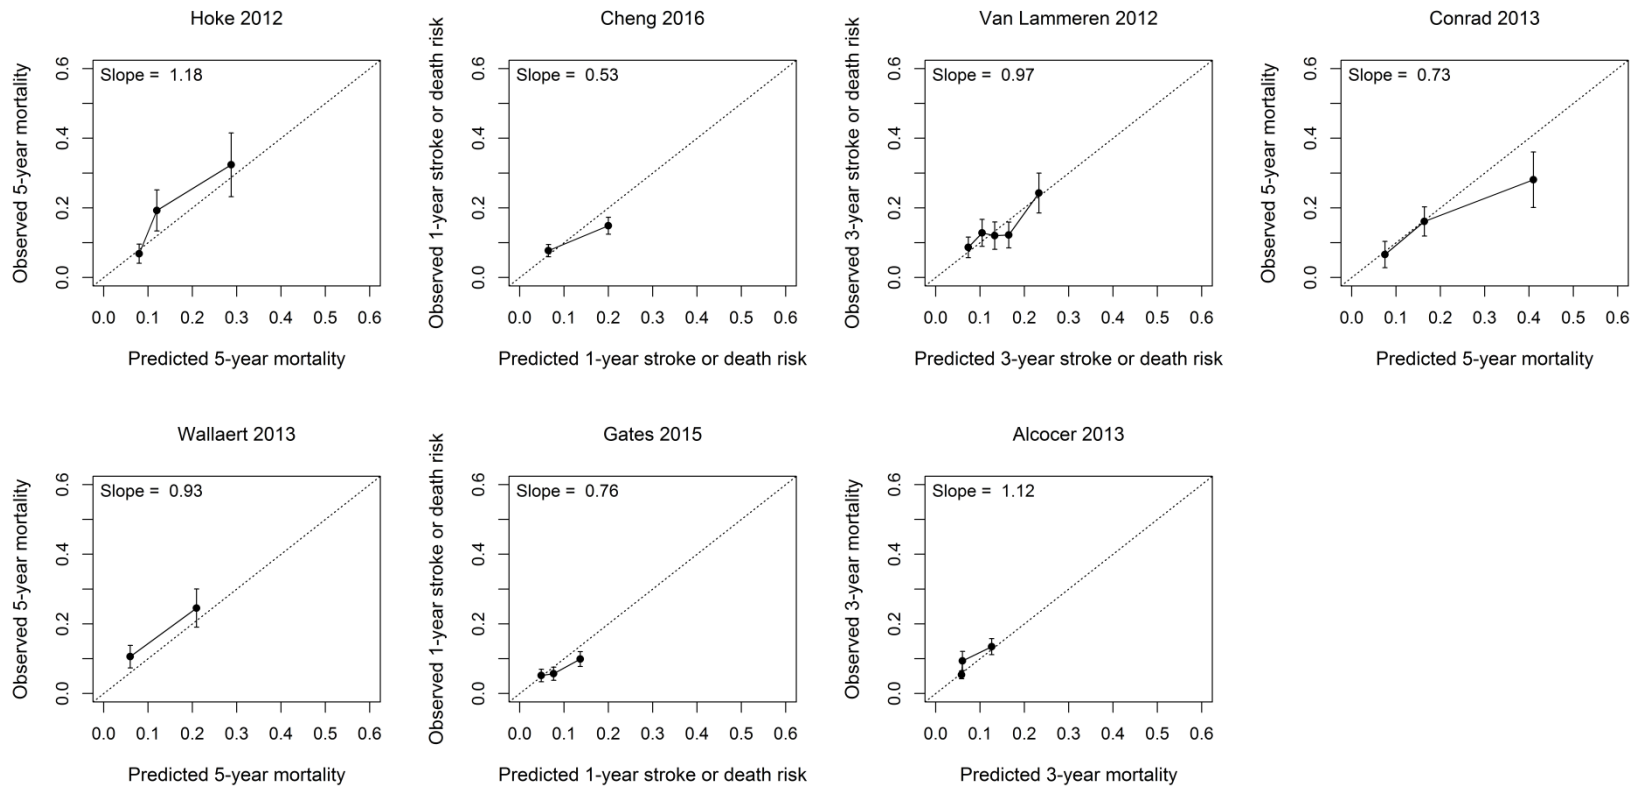 Hoke 2012
Observed 5-year mortality
Slope = 1.18
0.0 0.2 0.4 0.6
0.0 0.1 0.2 0.3 0.4 0.5 0.6
Predicted 5-year mortality
Cheng 2016
Observed 1-year stroke or death risk
Slope = 0.53
0.0 0.2 0.4 0.6
0.0 0.1 0.2 0.3 0.4 0.5 0.6
Predicted 1-year stroke or death risk
Van Lammeren 2012
Observed 3-year stroke or death risk
Slope = 0.97
0.0 0.2 0.4 0.6
0.0 0.1 0.2 0.3 0.4 0.5 0.6
Predicted 3-year stroke or death risk
Conrad 2013
Observed 5-year mortality
Slope = 0.73
0.0 0.2 0.4 0.6
0.0 0.1 0.2 0.3 0.4 0.5 0.6
Predicted 5-year mortality
Wallaert 2013
Observed 5-year mortality
Slope = 0.93
0.0 0.2 0.4 0.6
0.0 0.1 0.2 0.3 0.4 0.5 0.6
Predicted 5-year mortality
Gates 2015
Observed 1-year stroke or death risk
Slope = 0.76
0.0 0.2 0.4 0.6
0.0 0.1 0.2 0.3 0.4 0.5 0.6
Predicted 1-year stroke or death risk
Alcocer 2013
Observed 3-year mortality
Slope = 1.12
0.0 0.2 0.4 0.6
0.0 0.1 0.2 0.3 0.4 0.5 0.6
Predicted 3-year mortality